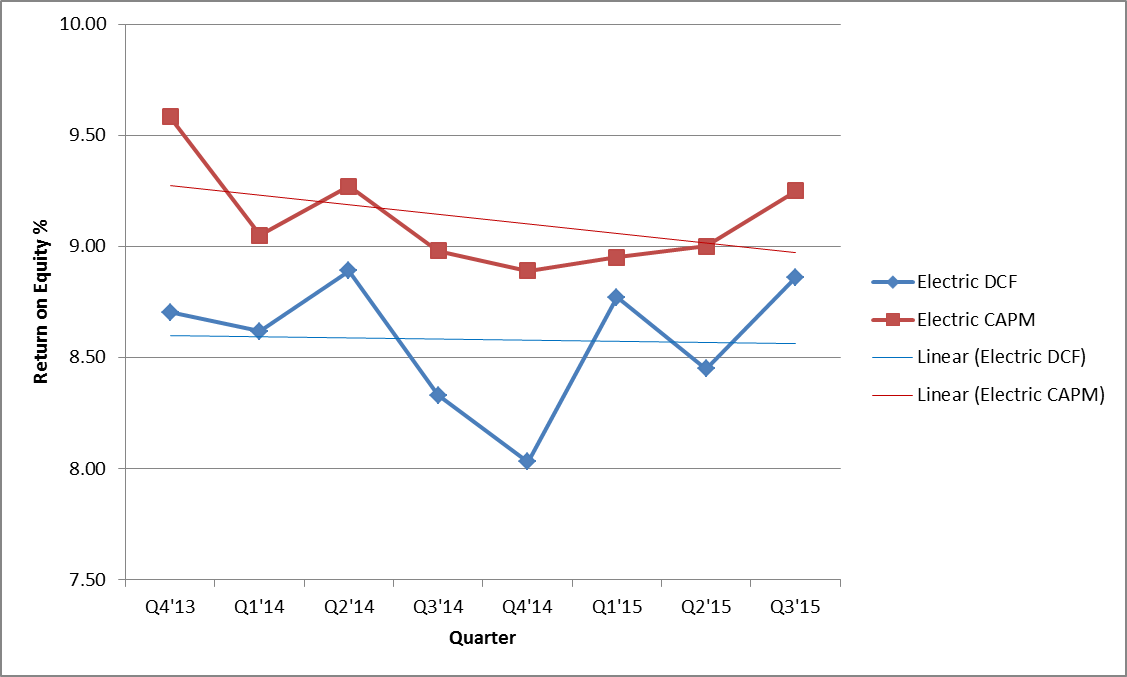 10.00
9.50
9.00
8.50
8.00
7.50
Return on Equity %
Q4'13 Q1'14 Q2'14 Q3'14 Q4'14 Q1'15 Q2'15 Q3'15
Quarter
Electric DCF
Electric CAPM
Linear (Electric DCF)
Linear (Electric CAPM)